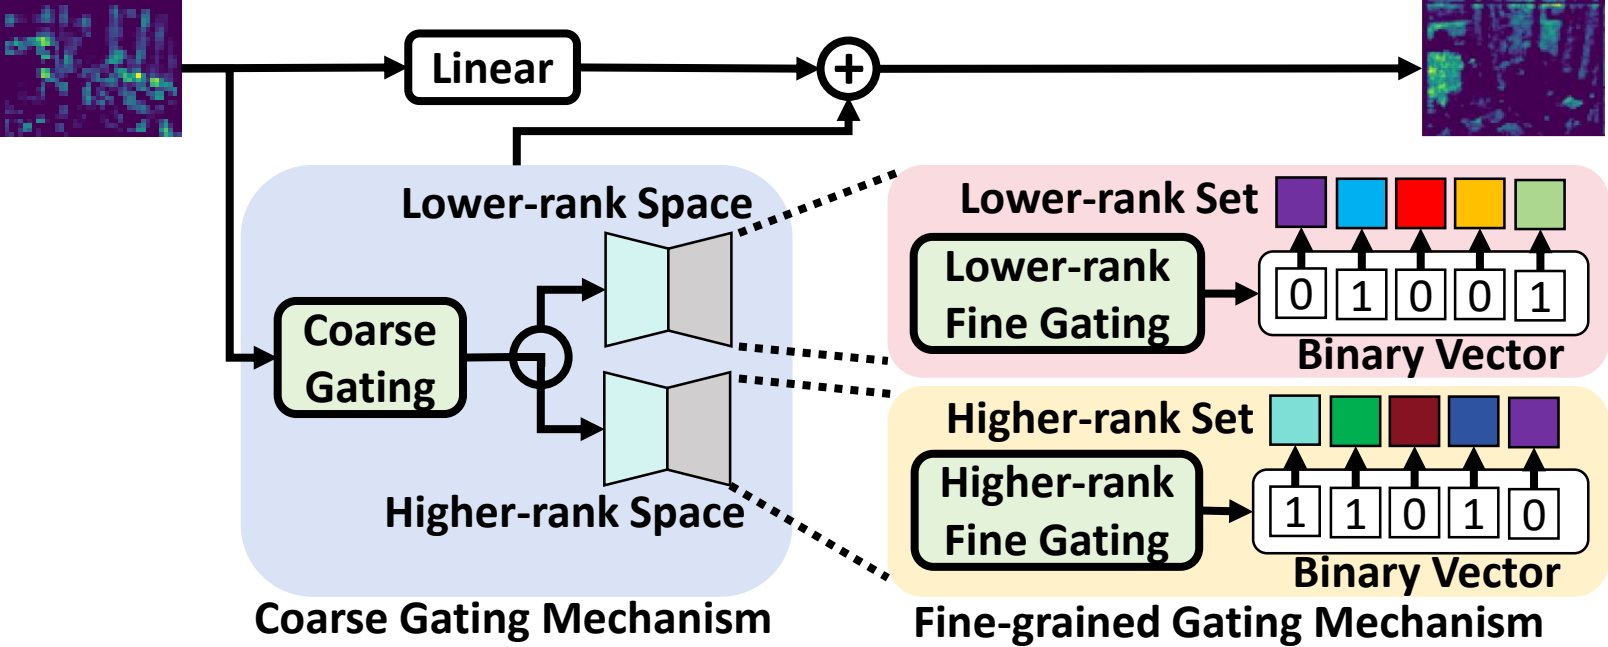 Linear
+
Lower-rank Space
Coarse
Gating
Higher-rank Space
Coarse Gating Mechanism
Lower-rank Set
Lower-rank
Fine Gating
0 1 0 0 1
Binary Vector
Higher-rank Set
Higher-rank
Fine Gating
1 1 0 1 0
Binary Vector
Fine-grained Gating Mechanism